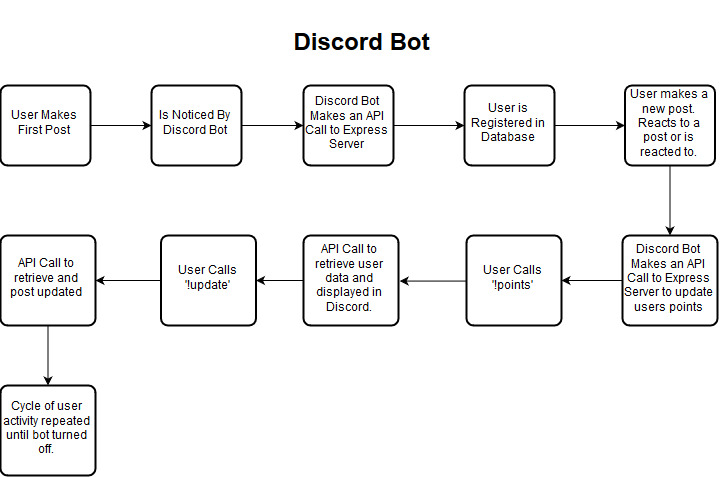 Discord Bot
User Makes
First Post
Is Noticed By
Discord Bot
Discord Bot
Makes an API
Call to Express
Server
User is
Registered in
Database
User makes a
new post.
Reacts to a
post or is
reacted to.
API Call to
retrieve and
post updated
User Calls
'!update'
API Call to
retrieve user
data and
displayed in
Discord.
User Calls
'!points'
Discord Bot
Makes an API
Call to Express
Server to update
users points
Cycle of user
activity repeated
until bot turned
off.